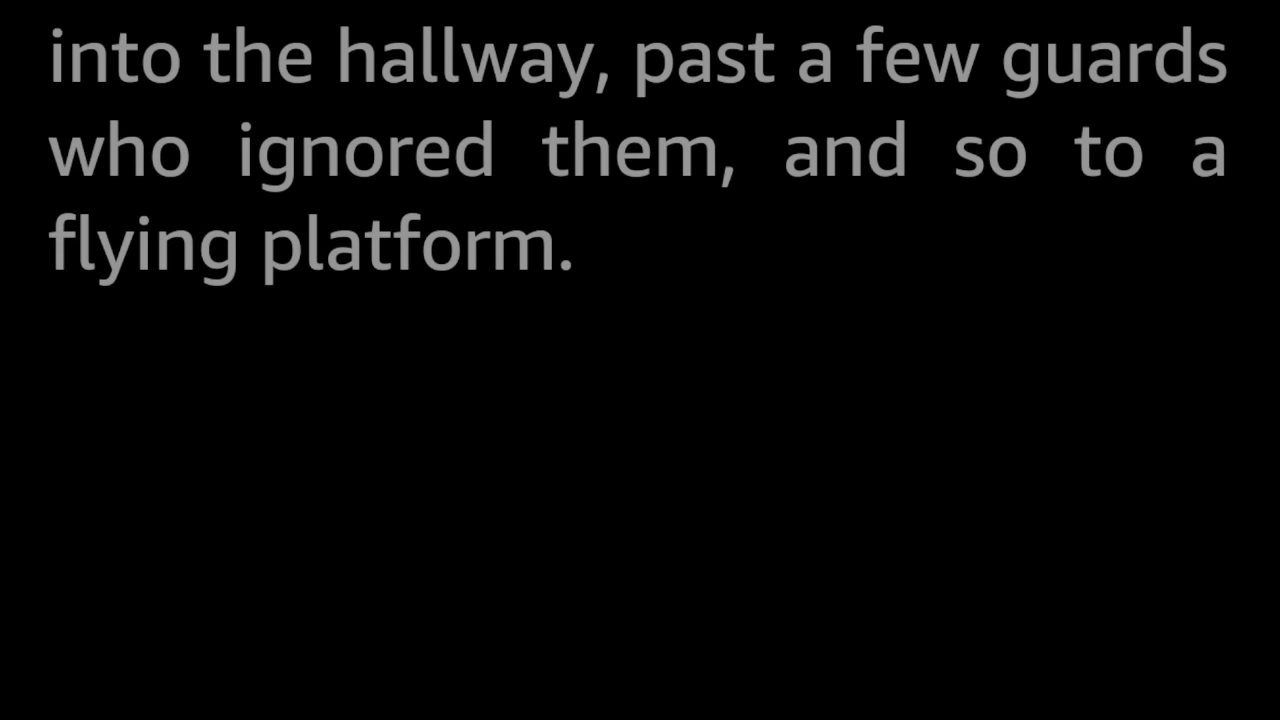 into the hallway, past a few guards
who ignored them, and so to a
flying platform.